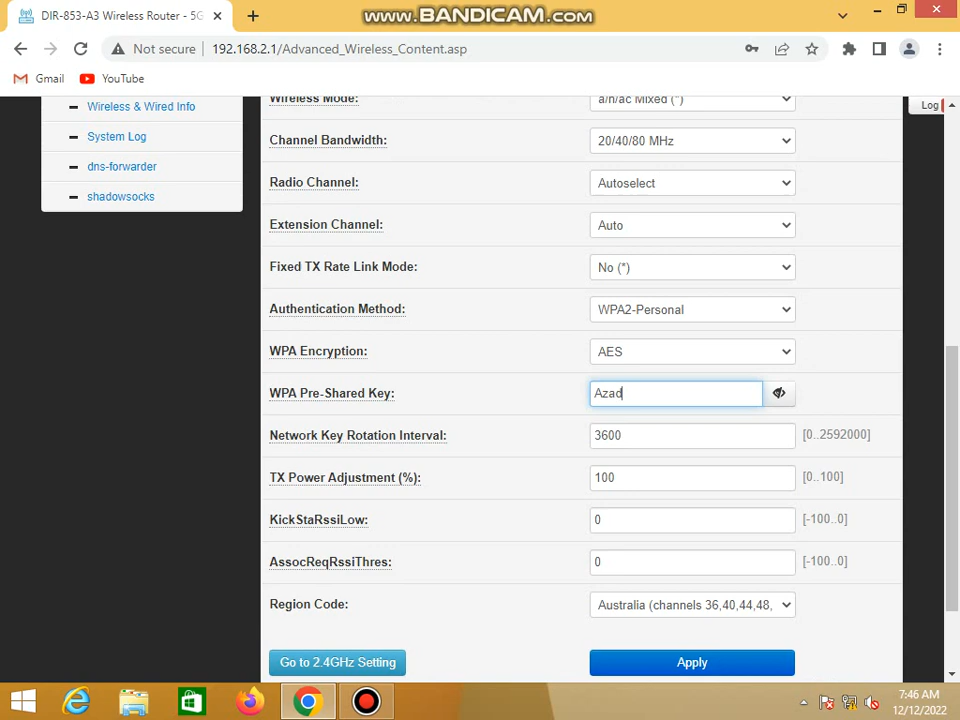 DIR-853-A3 Wireless Router - 5G
www.BANDICAM.com
Not secure 192.168.2.1/Advanced_Wireless_Content.asp
Gmail YouTube
Wireless & Wired Info
System Log
dns-forwarder
shadowsocks
Log
Wireless Mode: a/n/ac Mixed (*)
Channel Bandwidth: 20/40/80 MHz
Radio Channel: Autoselect
Extension Channel: Auto
Fixed TX Rate Link Mode: No (*)
Authentication Method: WPA2-Personal
WPA Encryption: AES
WPA Pre-Shared Key: Azad
Network Key Rotation Interval: 3600 [0..2592000]
TX Power Adjustment (%): 100 [0..100]
KickStaRssiLow: 0 [-100..0]
AssocReqRssiThres: 0 [-100..0]
Region Code: Australia (channels 36,40,44,48,
Go to 2.4GHz Setting Apply
7:46 AM
12/12/2022